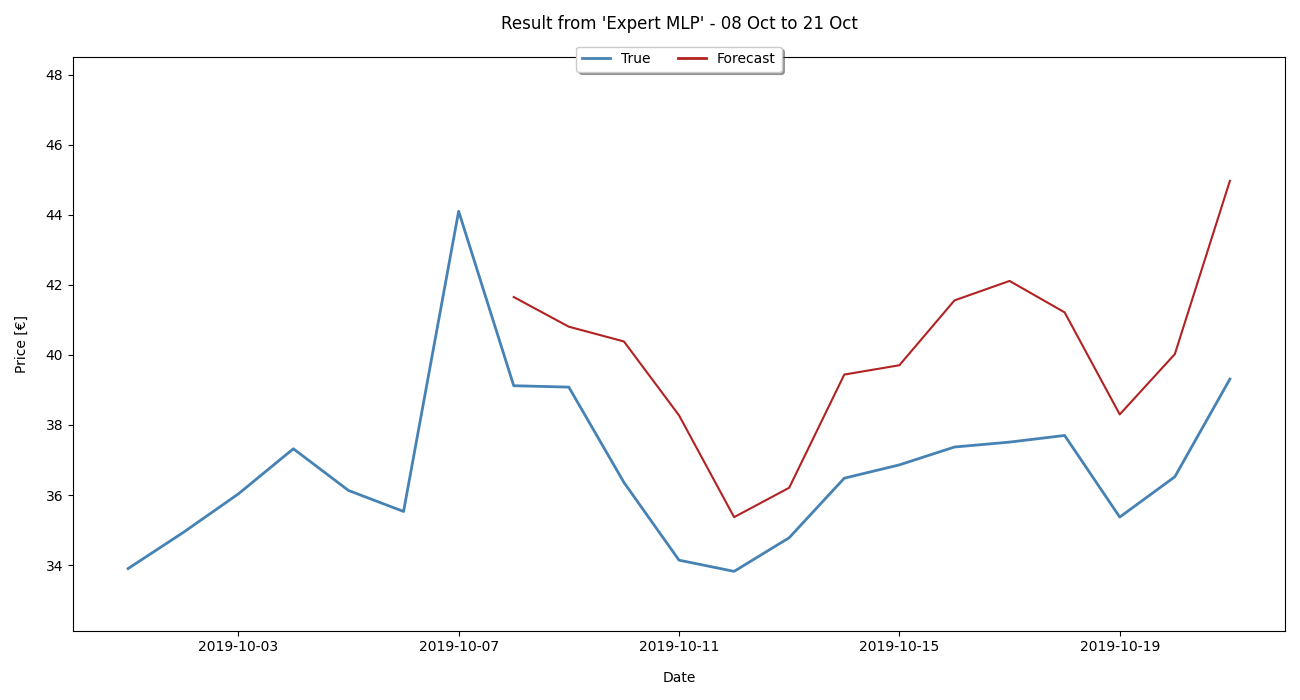 Result from 'Expert MLP' - 08 Oct to 21 Oct
True Forecast
48
46
44
42
40
38
36
34
Price [€]
2019-10-03 2019-10-07 2019-10-11 2019-10-15 2019-10-19
Date